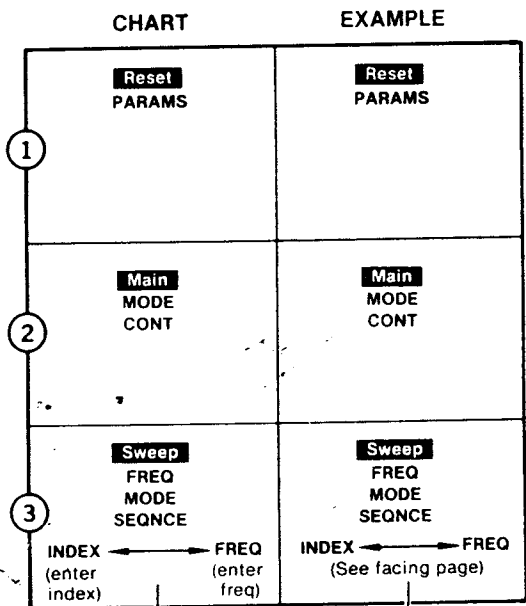 CHART EXAMPLE
1
Reset
PARAMS
Reset
PARAMS
2
Main
MODE
CONT
Main
MODE
CONT
3
Sweep
FREQ
MODE
SEQNCE
INDEX FREQ
(enter index) (enter freq)
Sweep
FREQ
MODE
SEQNCE
INDEX FREQ
(See facing page)